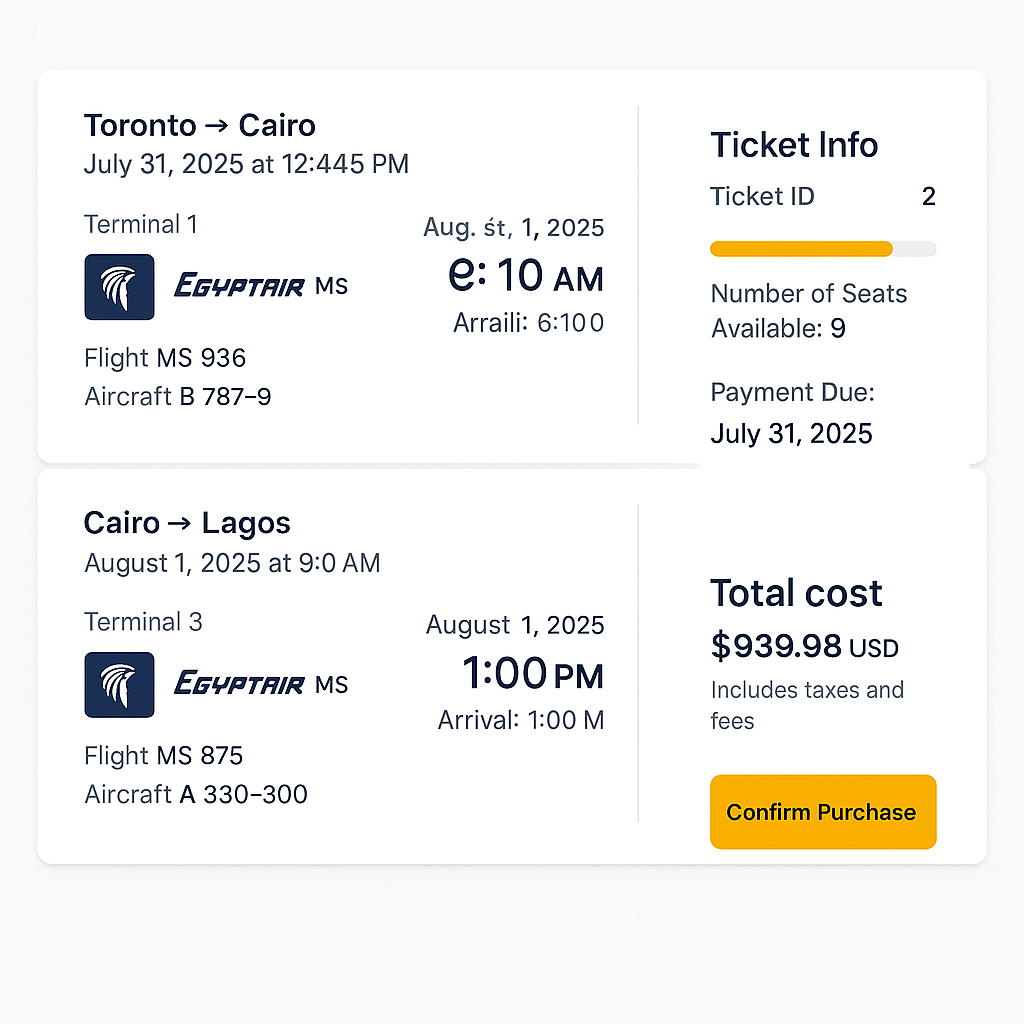 Toronto → Cairo
July 31, 2025 at 12:445 PM
Terminal 1
EGYPTAIR MS
Flight MS 936
Aircraft B 787–9
Aug. śt, 1, 2025
e: 10 AM
Arraili: 6:100
Ticket Info
Ticket ID 2
Number of Seats
Available: 9
Payment Due:
July 31, 2025
Cairo → Lagos
August 1, 2025 at 9:0 AM
Terminal 3
EGYPTAIR MS
Flight MS 875
Aircraft A 330–300
August 1, 2025
1:00 PM
Arrival: 1:00 M
Total cost
$939.98 USD
Includes taxes and
fees
Confirm Purchase